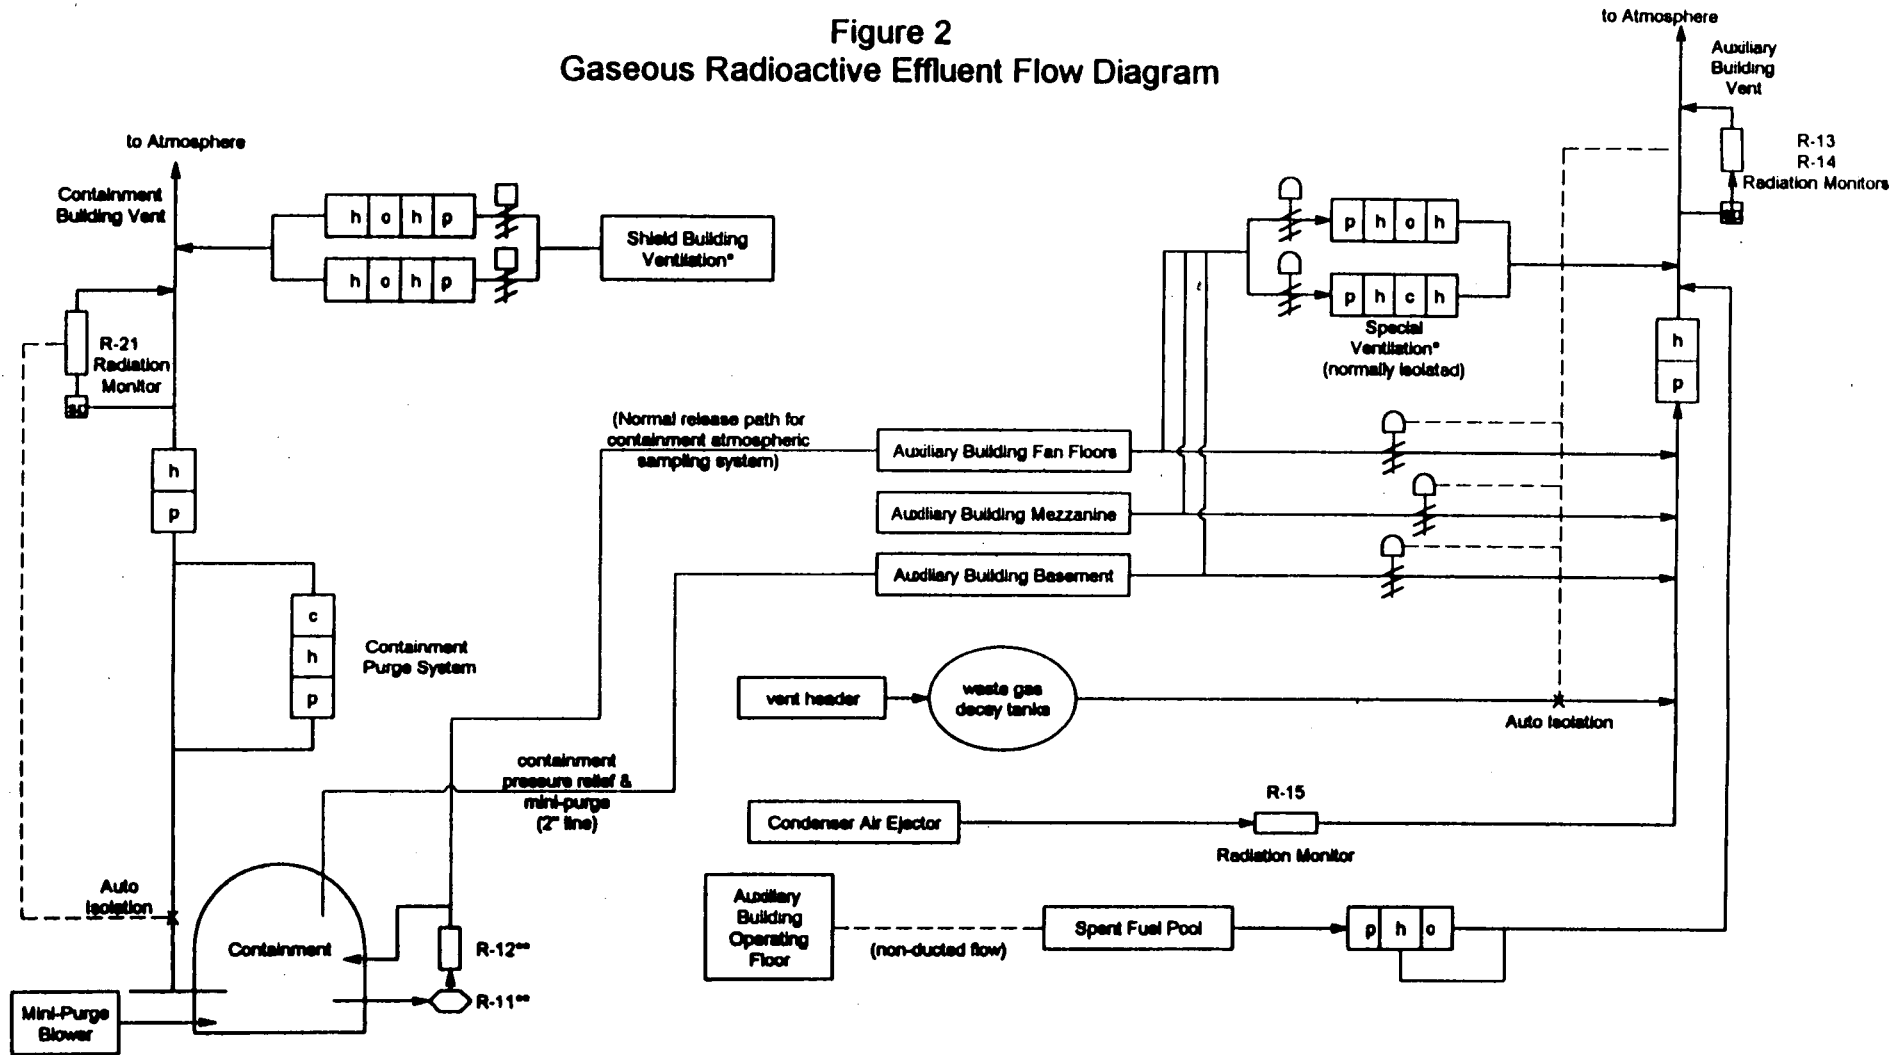 Figure 2
Gaseous Radioactive Effluent Flow Diagram
to Atmosphere
Auxiliary
Building
Vent
R-13
R-14
Radiation Monitors
to Atmosphere
Containment
Building Vent
h o h p
h o h p
Shield Building
Ventilation*
p h o h
p h c h
Special
Ventilation*
(normally isolated)
h
p
R-21
Radiation
Monitor
h
p
(Normal release path for
containment atmospheric
sampling system)
Auxiliary Building Fan Floors
Auxiliary Building Mezzanine
Auxiliary Building Basement
c
h
p
Containment
Purge System
vent header
waste gas
decay tanks
Auto Isolation
containment
pressure relief &
mini-purge
(2" line)
Condenser Air Ejector
R-15
Radiation Monitor
Auto
Isolation
Containment
R-12**
R-11**
Mini-Purge
Blower
Auxiliary
Building
Operating
Floor
(non-ducted flow)
Spent Fuel Pool
p h o